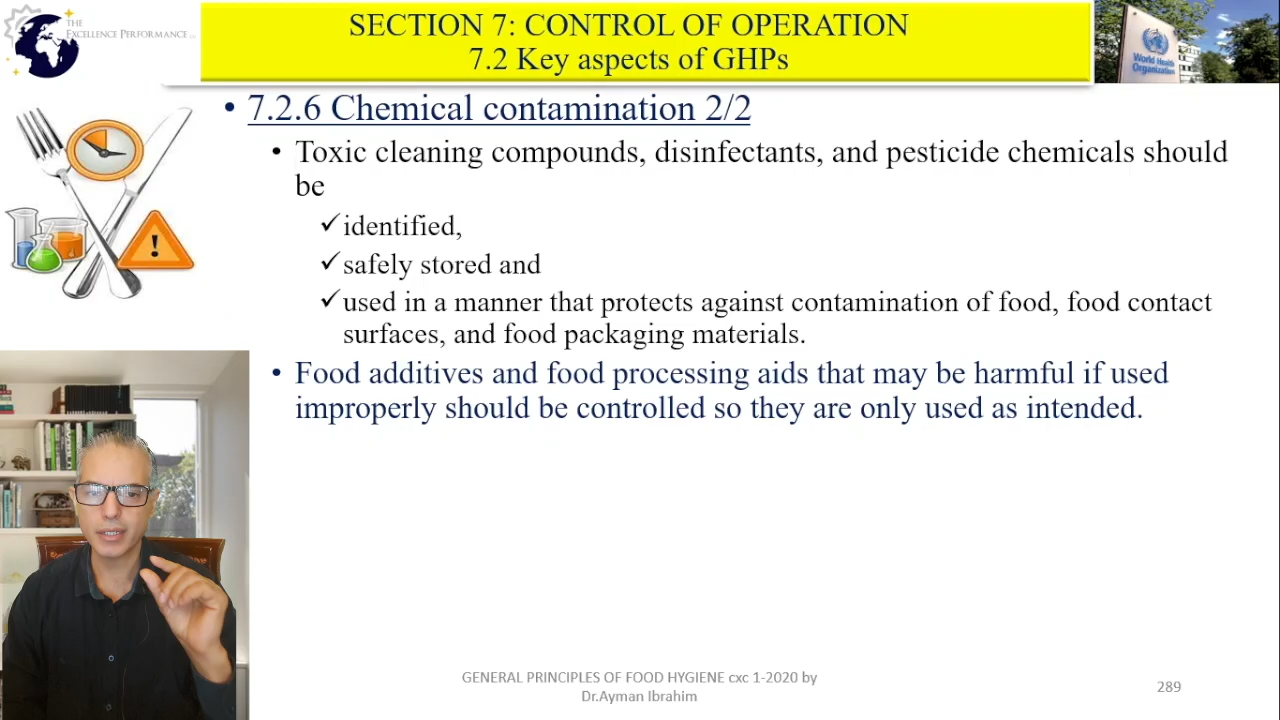 THE
EXCELLENCE PERFORMANCE
SECTION 7: CONTROL OF OPERATION
7.2 Key aspects of GHPs
World Health
Organization
• 7.2.6 Chemical contamination 2/2
• Toxic cleaning compounds, disinfectants, and pesticide chemicals should
be
✓identified,
✓safely stored and
✓used in a manner that protects against contamination of food, food contact
surfaces, and food packaging materials.
• Food additives and food processing aids that may be harmful if used
improperly should be controlled so they are only used as intended.
GENERAL PRINCIPLES OF FOOD HYGIENE cxc 1-2020 by
Dr.Ayman Ibrahim
289